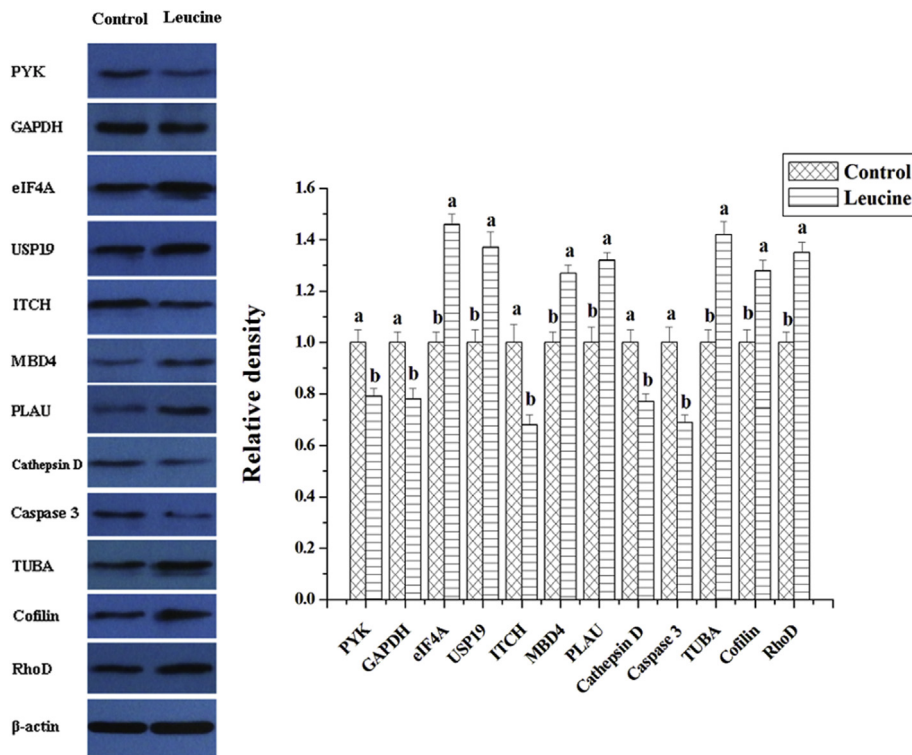 Control Leucine
PYK
GAPDH
eIF4A
USP19
ITCH
MBD4
PLAU
Cathepsin D
Caspase 3
TUBA
Cofilin
RhoD
β-actin
Control
Leucine
Relative density
1.6
1.4
1.2
1.0
0.8
0.6
0.4
0.2
0.0
a b a b b a b a a b b a b a a b a b b a b a b a
PYK
GAPDH
eIF4A
USP19
ITCH
MBD4
PLAU
Cathepsin D
Caspase 3
TUBA
Cofilin
RhoD